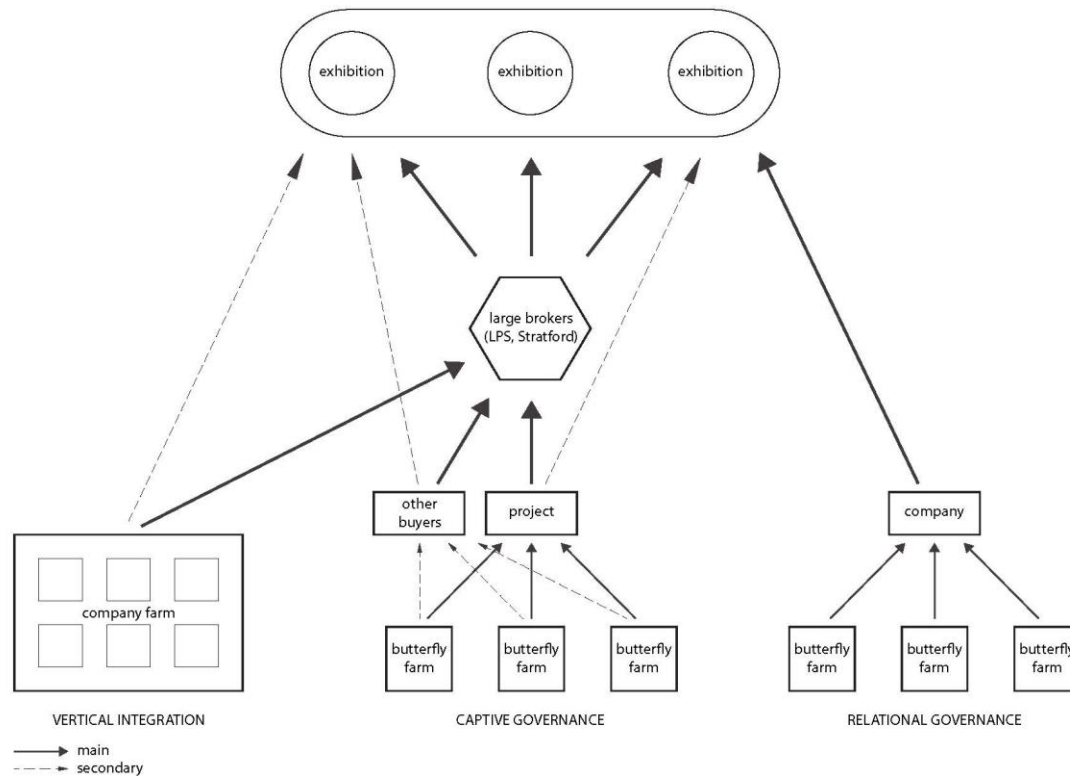 exhibition
exhibition
exhibition
large brokers
(LPS, Stratford)
other
buyers
project
company
company farm
butterfly
farm
butterfly
farm
butterfly
farm
butterfly
farm
butterfly
farm
butterfly
farm
VERTICAL INTEGRATION
CAPTIVE GOVERNANCE
RELATIONAL GOVERNANCE
main
secondary